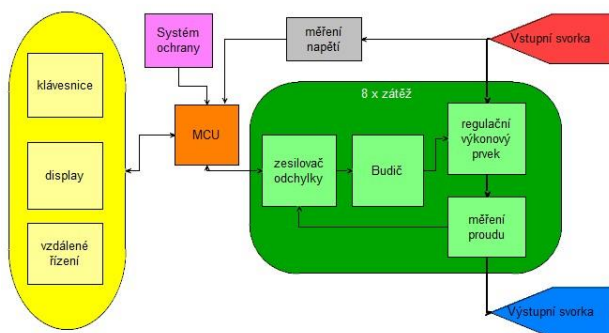 Systém
ochrany
měření
napětí
Vstupní svorka
klávesnice
8 x zátěž
MCU
regulační
výkonový
prvek
zesilovač
odchylky
Budič
display
měření
proudu
vzdálené
řízení
Výstupní svorka